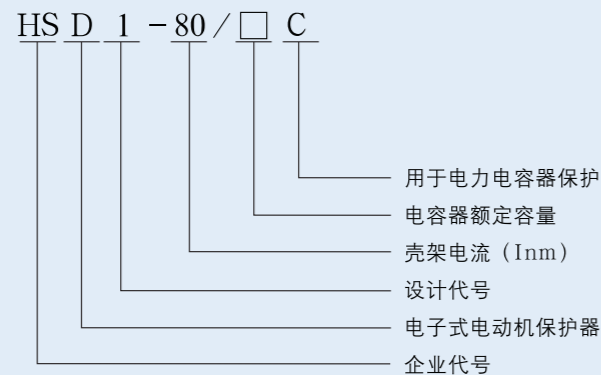 HS D 1-80/□ C
用于电力电容器保护
电容器额定容量
壳架电流（Inm）
设计代号
电子式电动机保护器
企业代号